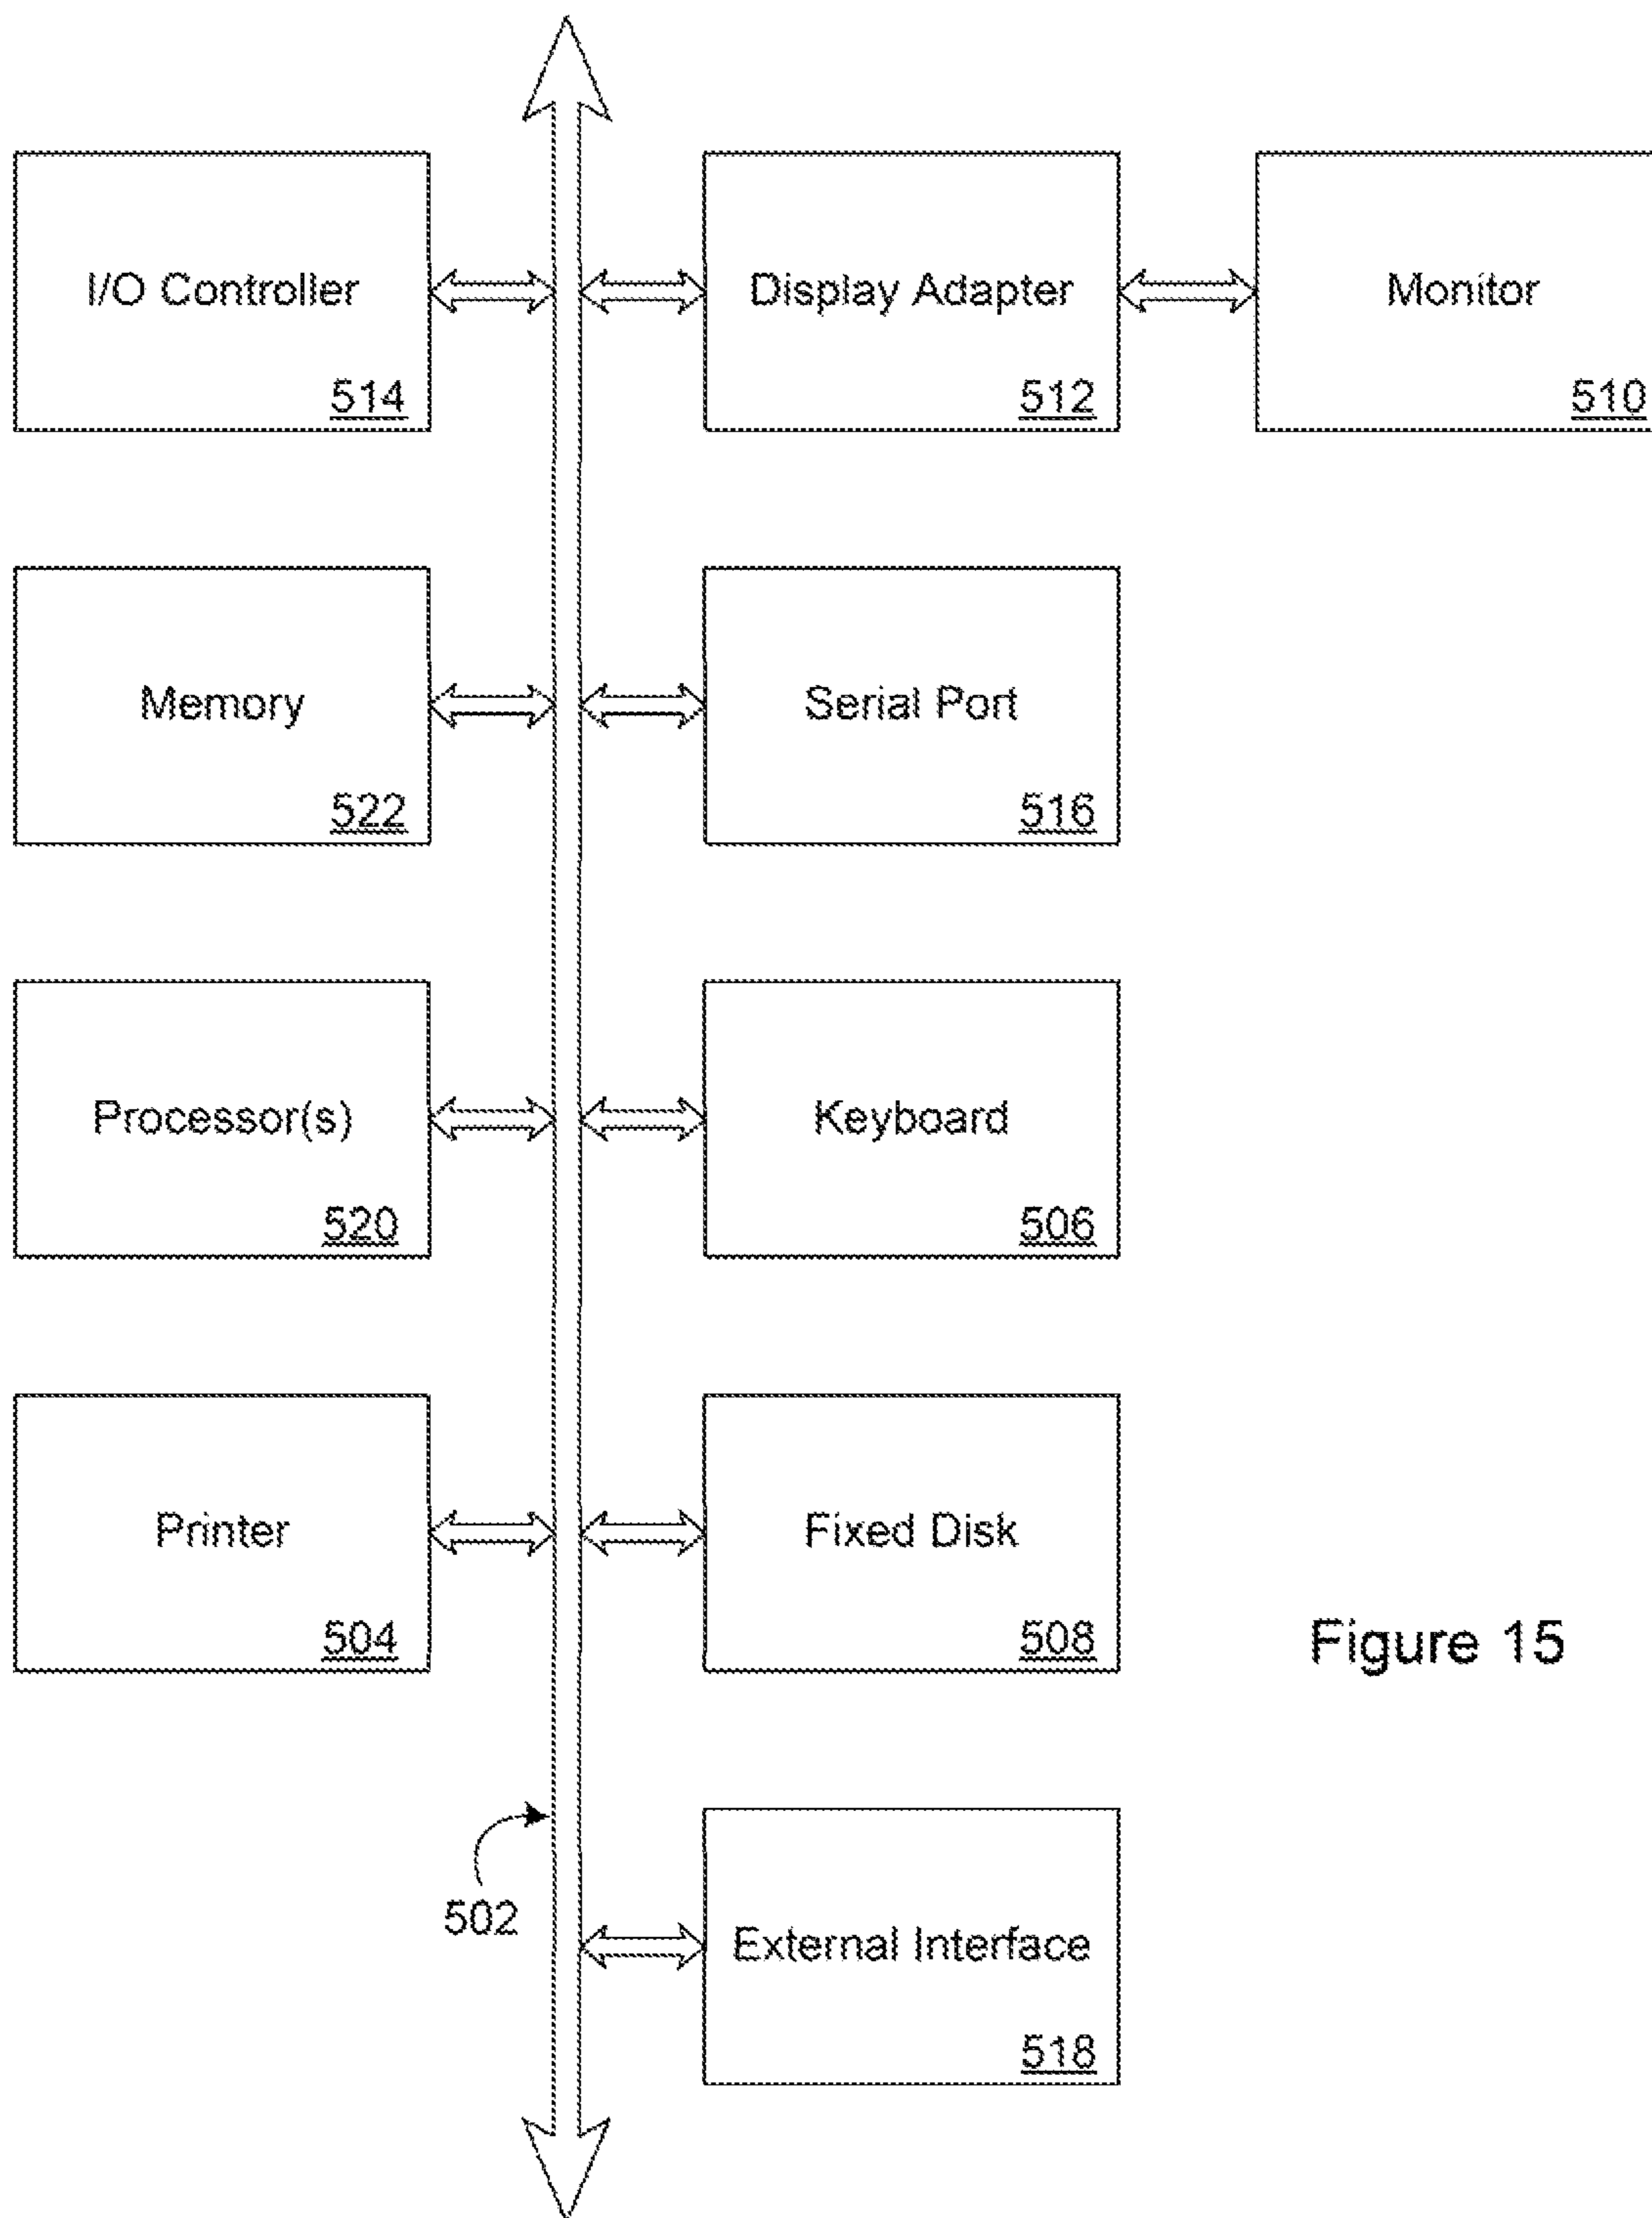 I/O Controller
514
Display Adapter
512
Monitor
510
Memory
522
Serial Port
516
Processor(s)
520
Keyboard
506
Printer
504
Fixed Disk
508
Figure 15
502
External Interface
518